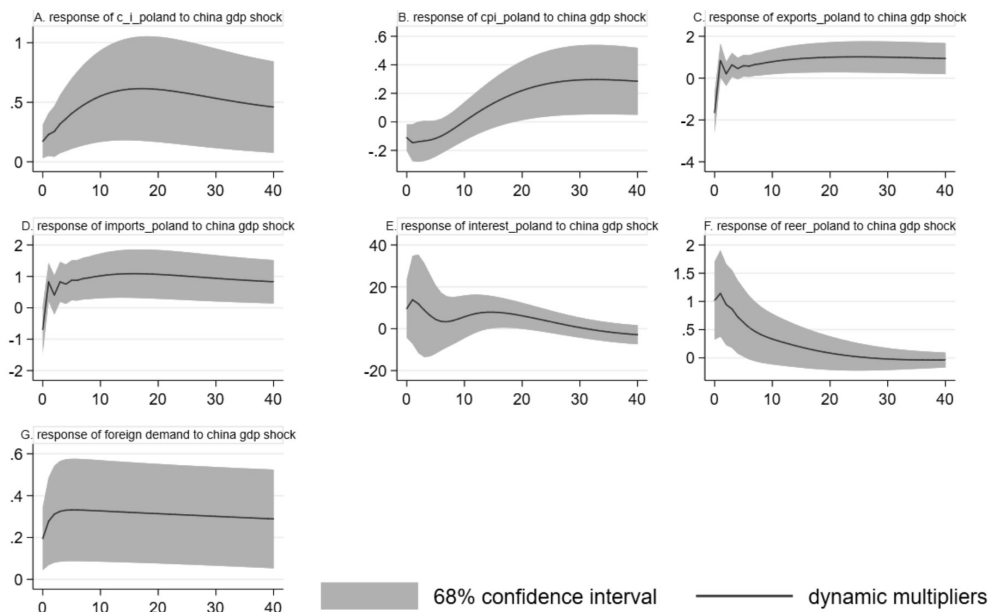 A. response of c_i_poland to china gdp shock
1
.5
0
0 10 20 30 40
B. response of cpi_poland to china gdp shock
.6
.4
.2
0
-.2
0 10 20 30 40
C. response of exports_poland to china gdp shock
2
0
-2
-4
0 10 20 30 40
D. response of imports_poland to china gdp shock
2
1
0
-1
-2
0 10 20 30 40
E. response of interest_poland to china gdp shock
40
20
0
-20
0 10 20 30 40
F. response of reer_poland to china gdp shock
2
1.5
1
.5
0
0 10 20 30 40
G. response of foreign demand to china gdp shock
.6
.4
.2
0
0 10 20 30 40
68% confidence interval
dynamic multipliers